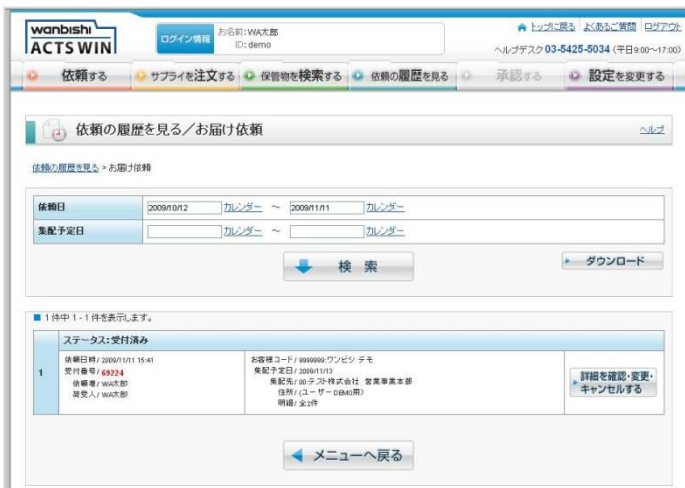 wanbishi
ACTS WIN
ログイン情報
お名前:WA太郎
ID:demo
トップに戻る よくあるご質問 ログアウト
ヘルプデスク 03-5425-5034 (平日9:00～17:00)
依頼する サプライを注文する 保管物を検索する 依頼の履歴を見る 承認する 設定を変更する
依頼の履歴を見る／お届け依頼
ヘルプ
依頼の履歴を見る > お届け依頼
依頼日 2009/10/12 カレンダー ～ 2009/11/11 カレンダー
集配予定日 カレンダー ～ カレンダー
検 索
ダウンロード
1件中 1 - 1件を表示します。
ステータス:受付済み
1
依頼日時/ 2009/11/11 15:41
受付番号/ 69224
依頼者/ WA太郎
荷受人/ WA太郎
お客様コード/ 9999999:ワンビシ デモ
集配予定日/ 2009/11/13
集配先/ 00:テスト株式会社 営業事業本部
住所/ (ユーザーDEMO用)
明細/ 全2件
詳細を確認・変更・
キャンセルする
メニューへ戻る